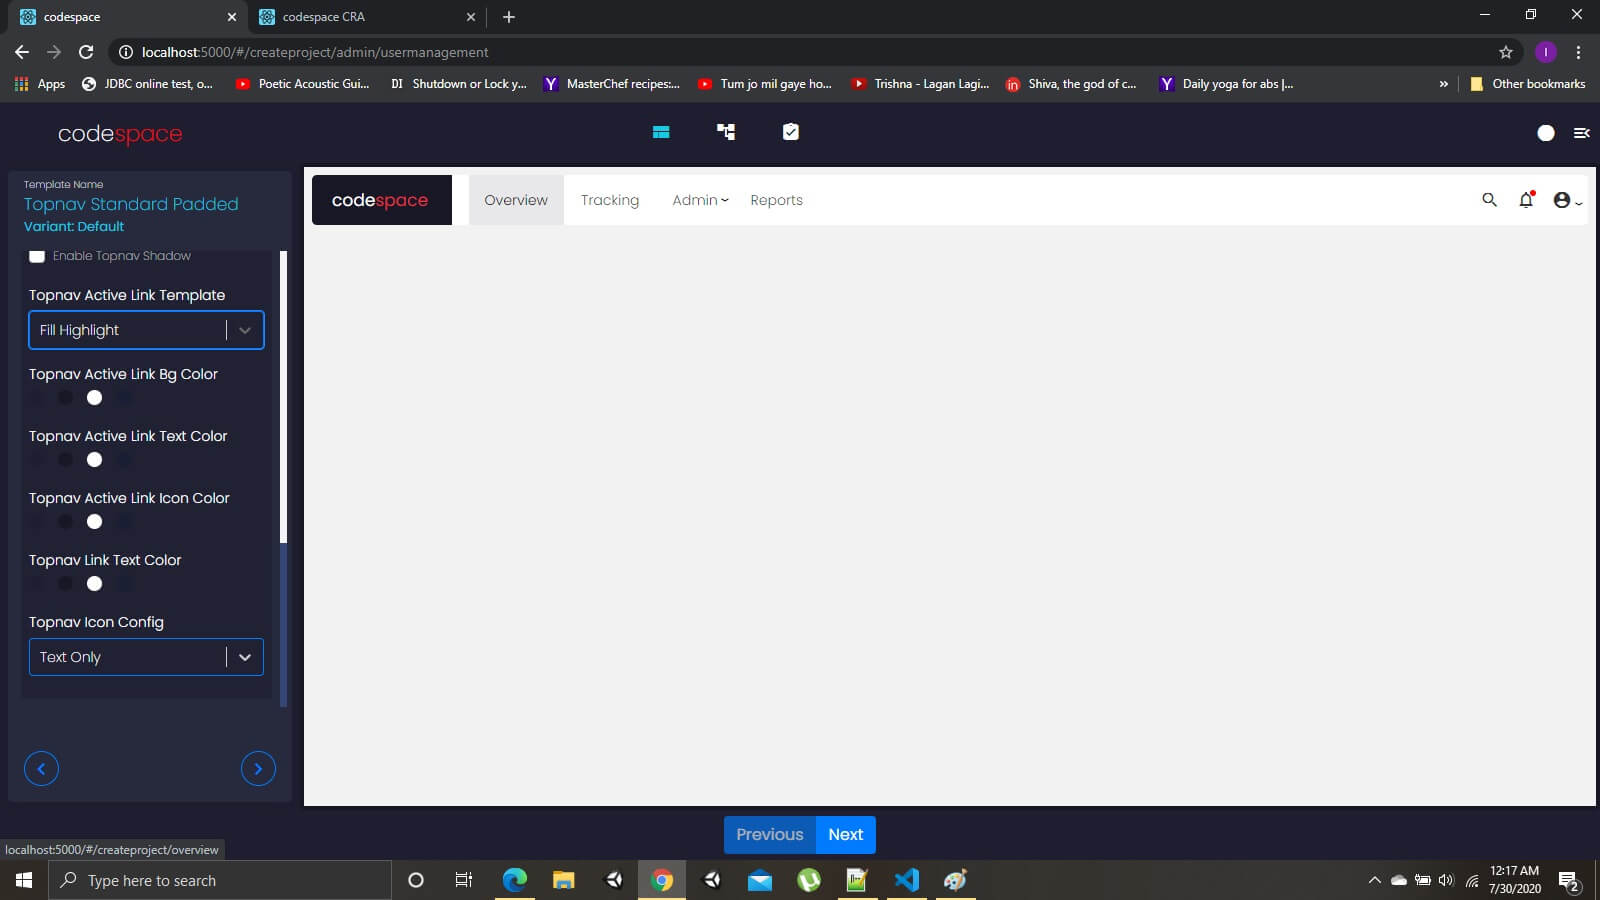 codespace
codespace CRA
localhost:5000/#/createproject/admin/usermanagement
I
Apps
JDBC online test, o...
Poetic Acoustic Gui...
DI Shutdown or Lock y...
Y MasterChef recipes:...
Tum jo mil gaye ho...
Trishna - Lagan Lagi...
in Shiva, the god of c...
Y Daily yoga for abs |...
»
Other bookmarks
codespace
Template Name
Topnav Standard Padded
Variant: Default
Enable Topnav Shadow
Topnav Active Link Template
Fill Highlight
Topnav Active Link Bg Color
Topnav Active Link Text Color
Topnav Active Link Icon Color
Topnav Link Text Color
Topnav Icon Config
Text Only
codespace
Overview
Tracking
Admin
Reports
Previous
Next
localhost:5000/#/createproject/overview
Type here to search
12:17 AM
7/30/2020
2